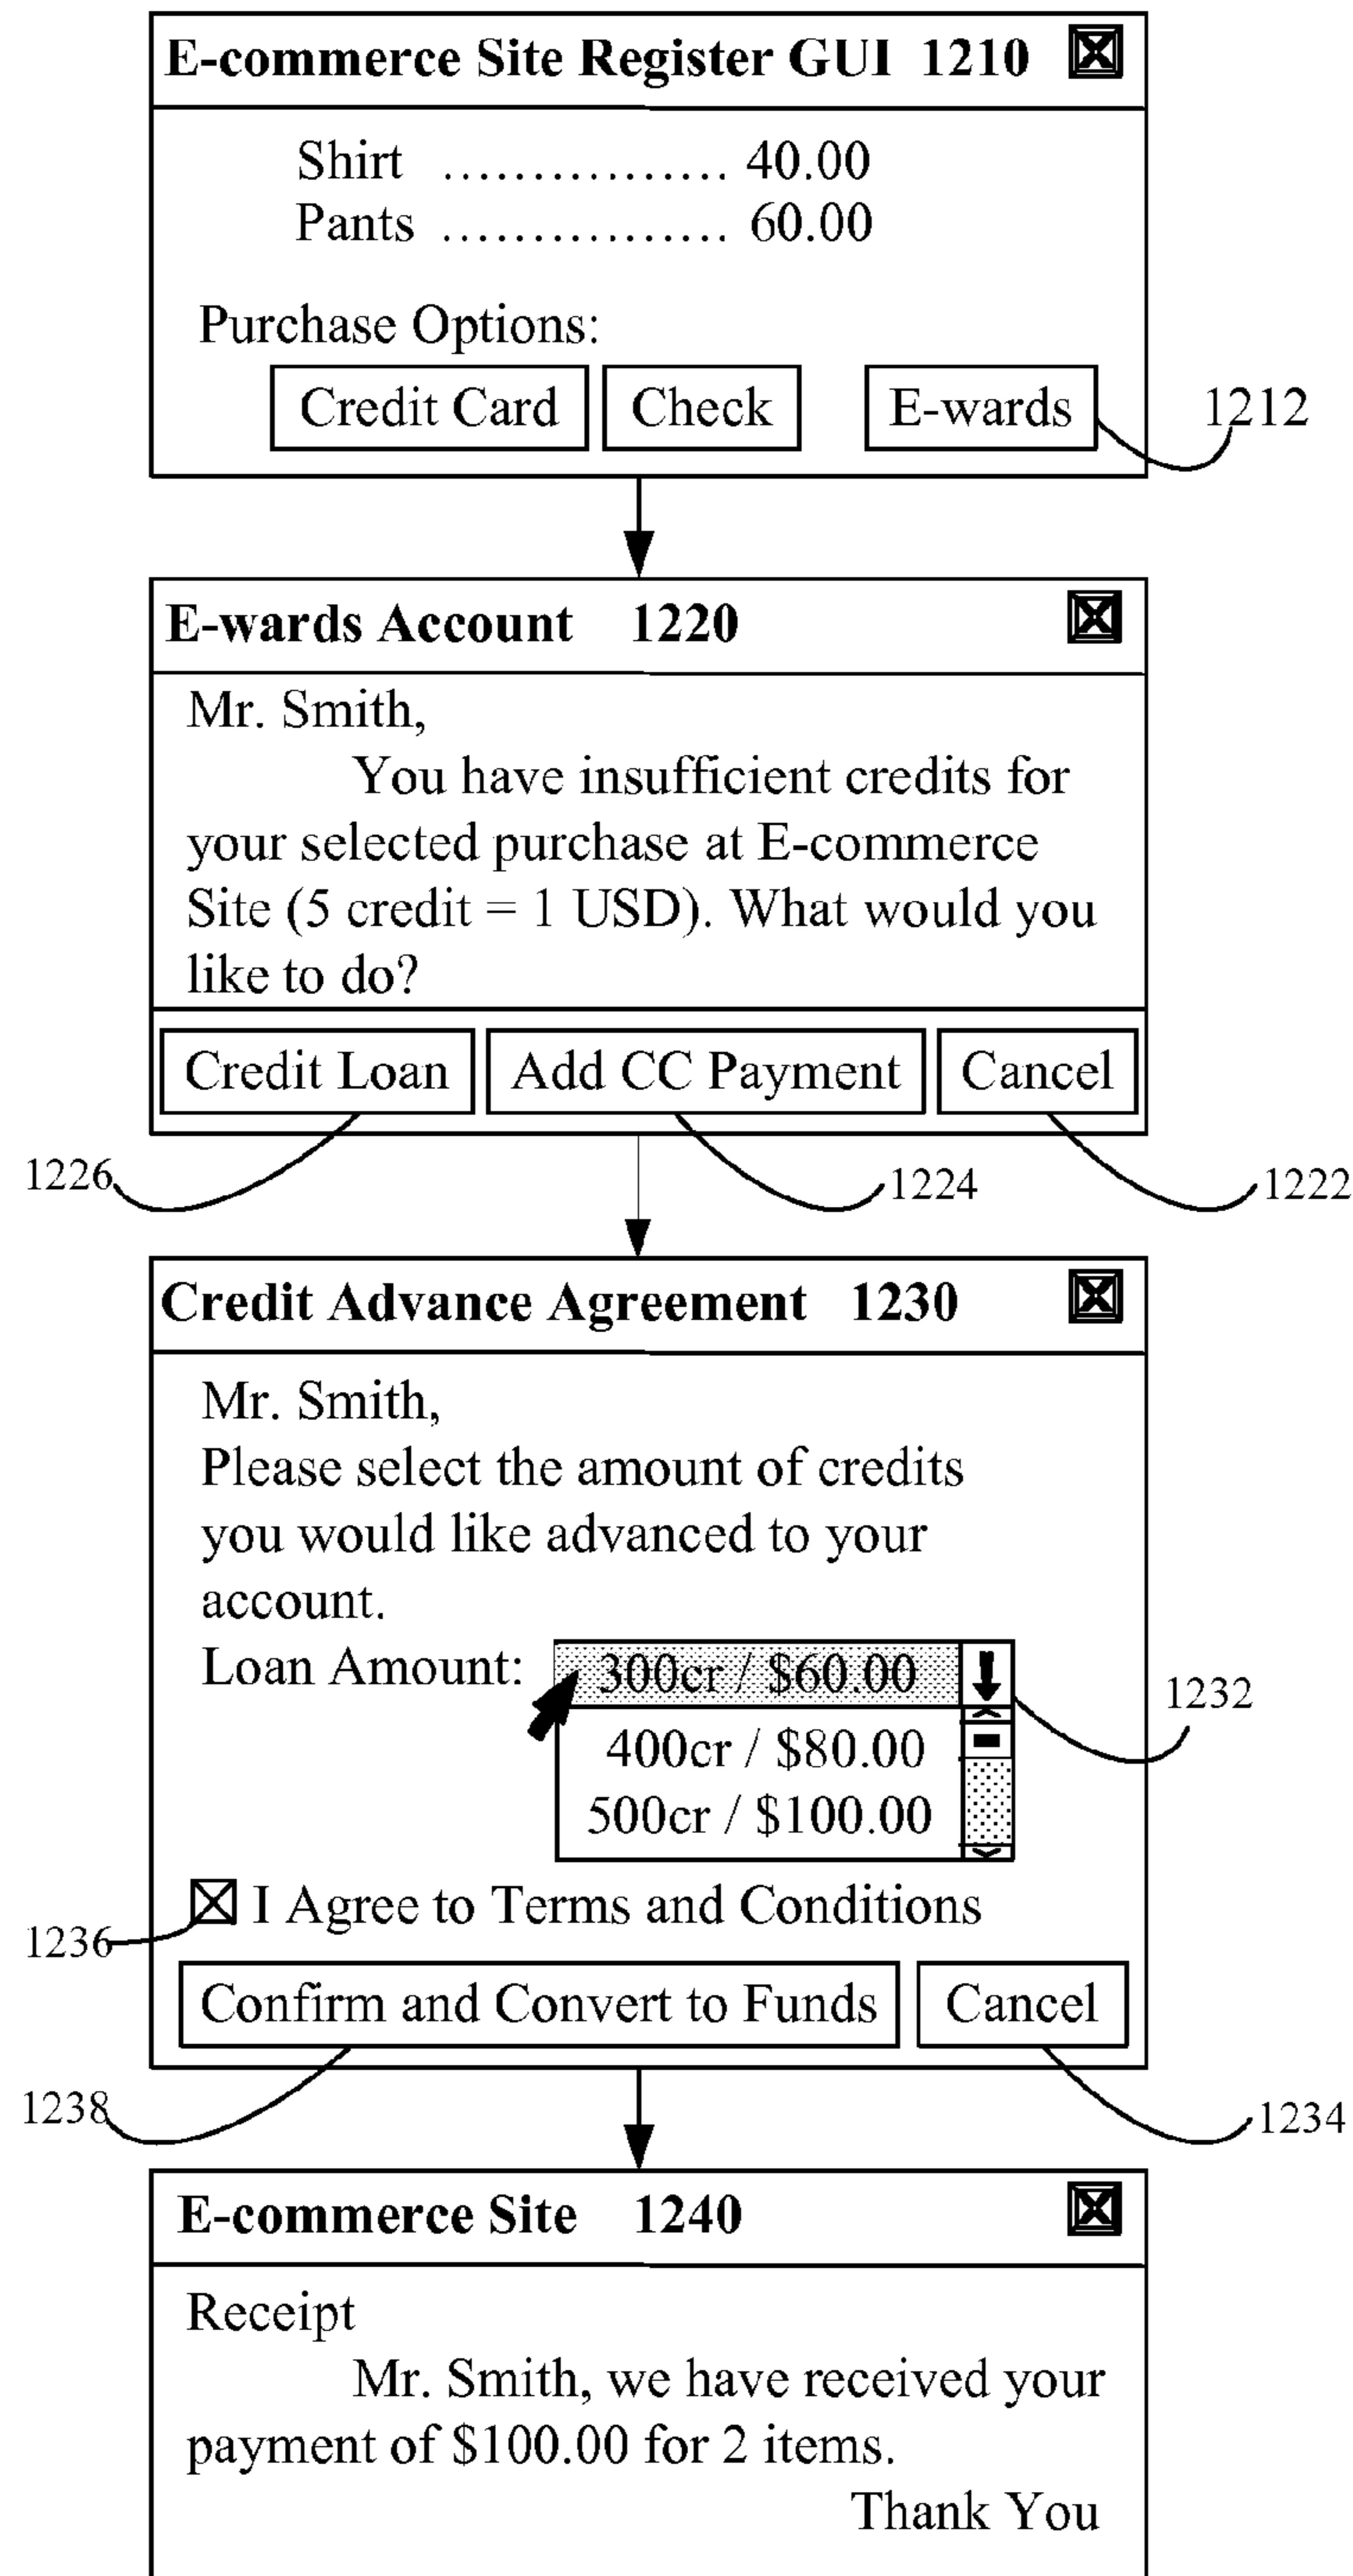 E-commerce Site Register GUI 1210
Shirt ................ 40.00
Pants ................ 60.00
Purchase Options:
Credit Card Check E-wards 1212
E-wards Account 1220
Mr. Smith,
You have insufficient credits for
your selected purchase at E-commerce
Site (5 credit = 1 USD). What would you
like to do?
Credit Loan Add CC Payment Cancel
1226 1224 1222
Credit Advance Agreement 1230
Mr. Smith,
Please select the amount of credits
you would like advanced to your
account.
Loan Amount: 300cr / $60.00
1232
400cr / $80.00
500cr / $100.00
I Agree to Terms and Conditions
1236
Confirm and Convert to Funds Cancel
1238 1234
E-commerce Site 1240
Receipt
Mr. Smith, we have received your
payment of $100.00 for 2 items.
Thank You